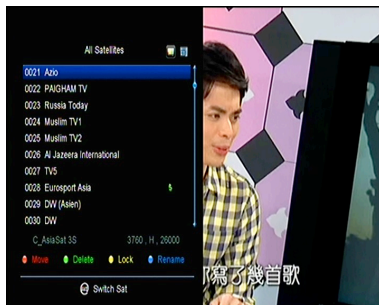 All Satellites
0021 Azio
0022 PAIGHAM TV
0023 Russia Today
0024 Muslim TV1
0025 Muslim TV2
0026 Al Jazeera International
0027 TV5
0028 Eurosport Asia $
0029 DW (Asien)
0030 DW
C_AsiaSat 3S 3760 , H , 26000
Move Delete Lock Rename
Switch Sat
寫了幾首歌